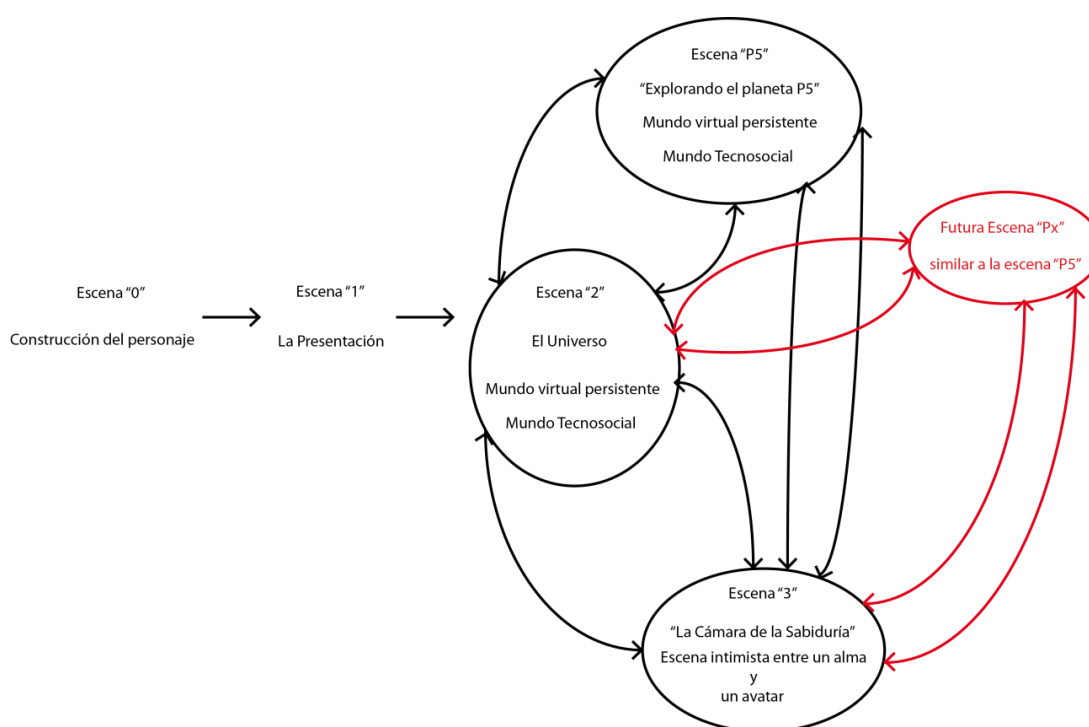 Escena “0”
Construcción del personaje
Escena “1”
La Presentación
Escena “2”
El Universo
Mundo virtual persistente
Mundo Tecnosocial
Escena “P5”
“Explorando el planeta P5”
Mundo virtual persistente
Mundo Tecnosocial
Futura Escena “Px”
similar a la escena “P5”
Escena “3”
“La Cámara de la Sabiduría”
Escena intimista entre un alma
y
un avatar